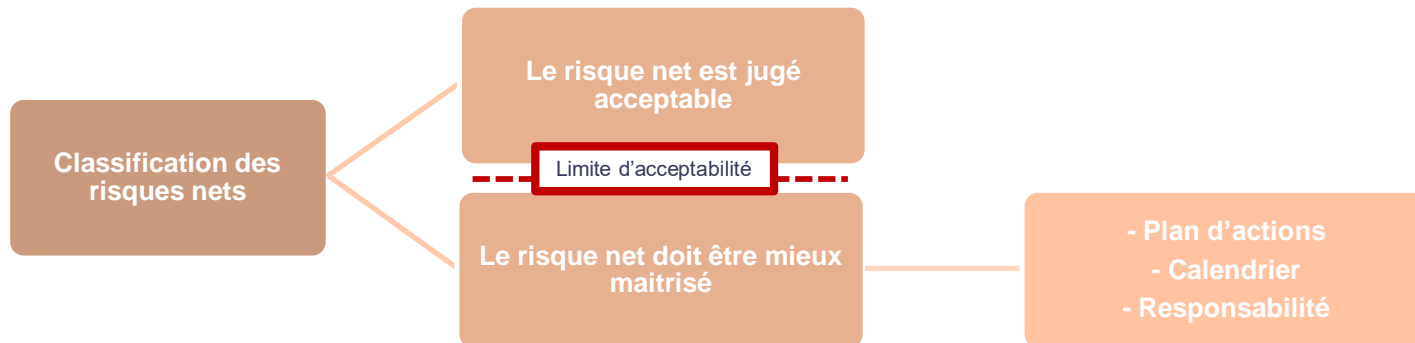 Classification des
risques nets
Le risque net est jugé
acceptable
Limite d’acceptabilité
Le risque net doit être mieux
maitrisé
- Plan d’actions
- Calendrier
- Responsabilité